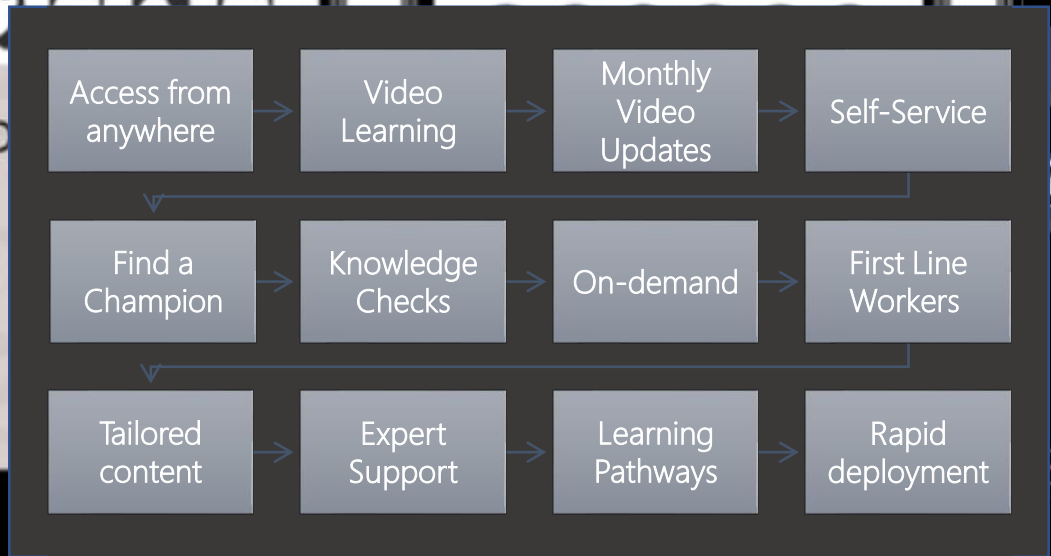 Access from
anywhere
Video
Learning
Monthly
Video
Updates
Self-Service
Find a
Champion
Knowledge
Checks
On-demand
First Line
Workers
Tailored
content
Expert
Support
Learning
Pathways
Rapid
deployment